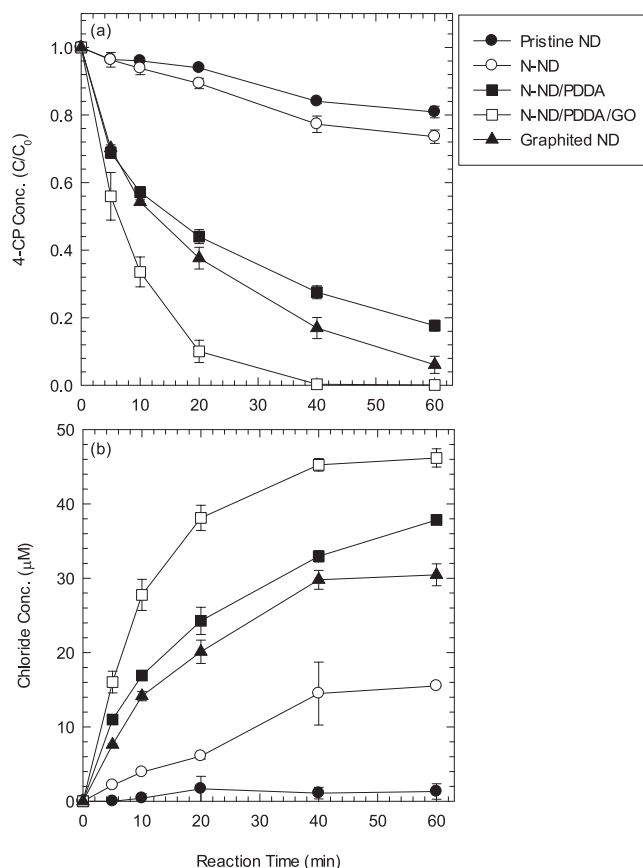 (a)
1.0
0.8
0.6
0.4
0.2
0.0
4-CP Conc. (C/C₀)
0 10 20 30 40 50 60
Pristine ND
N-ND
N-ND/PDDA
N-ND/PDDA/GO
Graphited ND
(b)
50
40
30
20
10
0
Chloride Conc. (μM)
0 10 20 30 40 50 60
Reaction Time (min)